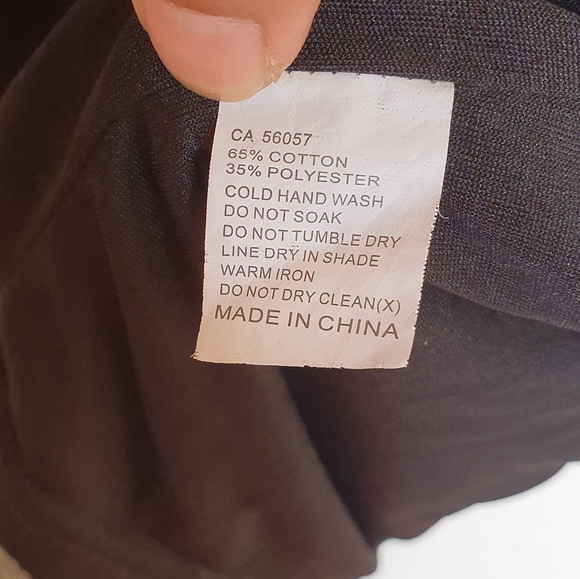 CA 56057
65% COTTON
35% POLYESTER
COLD HAND WASH
DO NOT SOAK
DO NOT TUMBLE DRY
LINE DRY IN SHADE
WARM IRON
DO NOT DRY CLEAN(X)
MADE IN CHINA